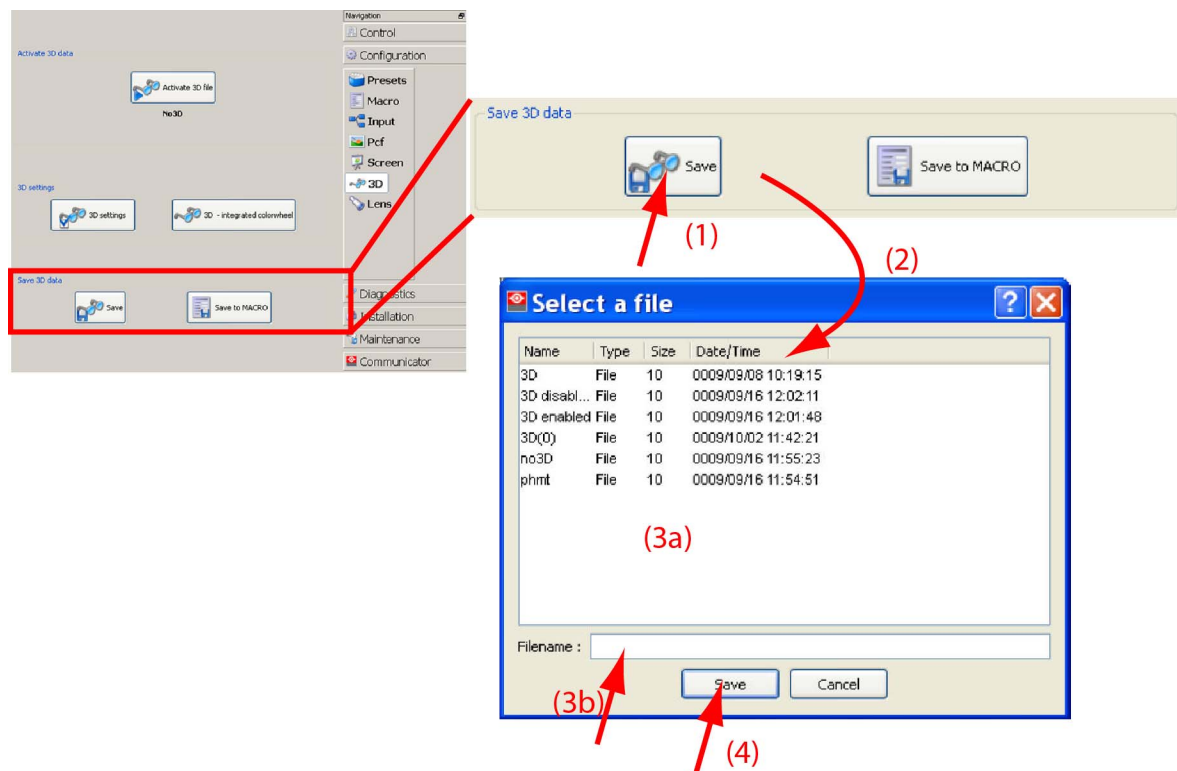 Navigation
Control
Configuration
Presets
Macro
Input
Pcf
Screen
3D
Lens
Diagnostics
Installation
Maintenance
Communicator
Activate 3D data
Activate 3D file
No3D
3D settings
3D settings
3D - integrated colorwheel
Save 3D data
Save
Save to MACRO
Save 3D data
Save
Save to MACRO
(1)
(2)
Select a file
Name Type Size Date/Time
3D File 10 0009/09/08 10:19:15
3D disabl... File 10 0009/09/16 12:02:11
3D enabled File 10 0009/09/16 12:01:48
3D(0) File 10 0009/10/02 11:42:21
no3D File 10 0009/09/16 11:55:23
phmt File 10 0009/09/16 11:54:51
(3a)
Filename :
Save Cancel
(3b)
(4)